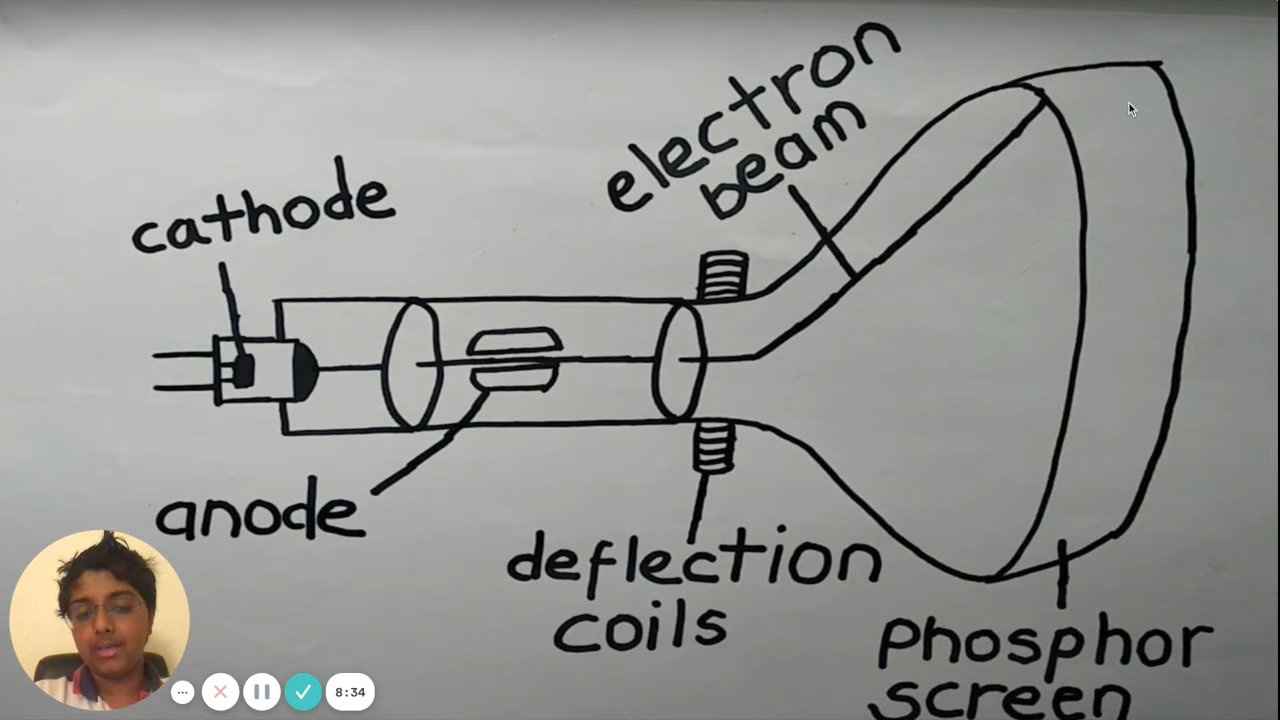 electron
beam
cathode
anode
deflection
coils
phosphor
screen
8:34